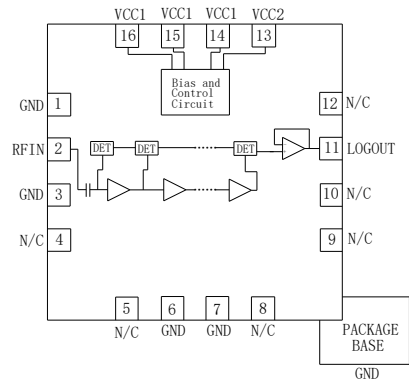 VCC1 VCC1 VCC1 VCC2
16 15 14 13
Bias and
Control
Circuit
GND 1
12 N/C
RFIN 2
DET DET DET
11 LOGOUT
GND 3
10 N/C
N/C 4
9 N/C
5 6 7 8
N/C GND GND N/C
PACKAGE
BASE
GND